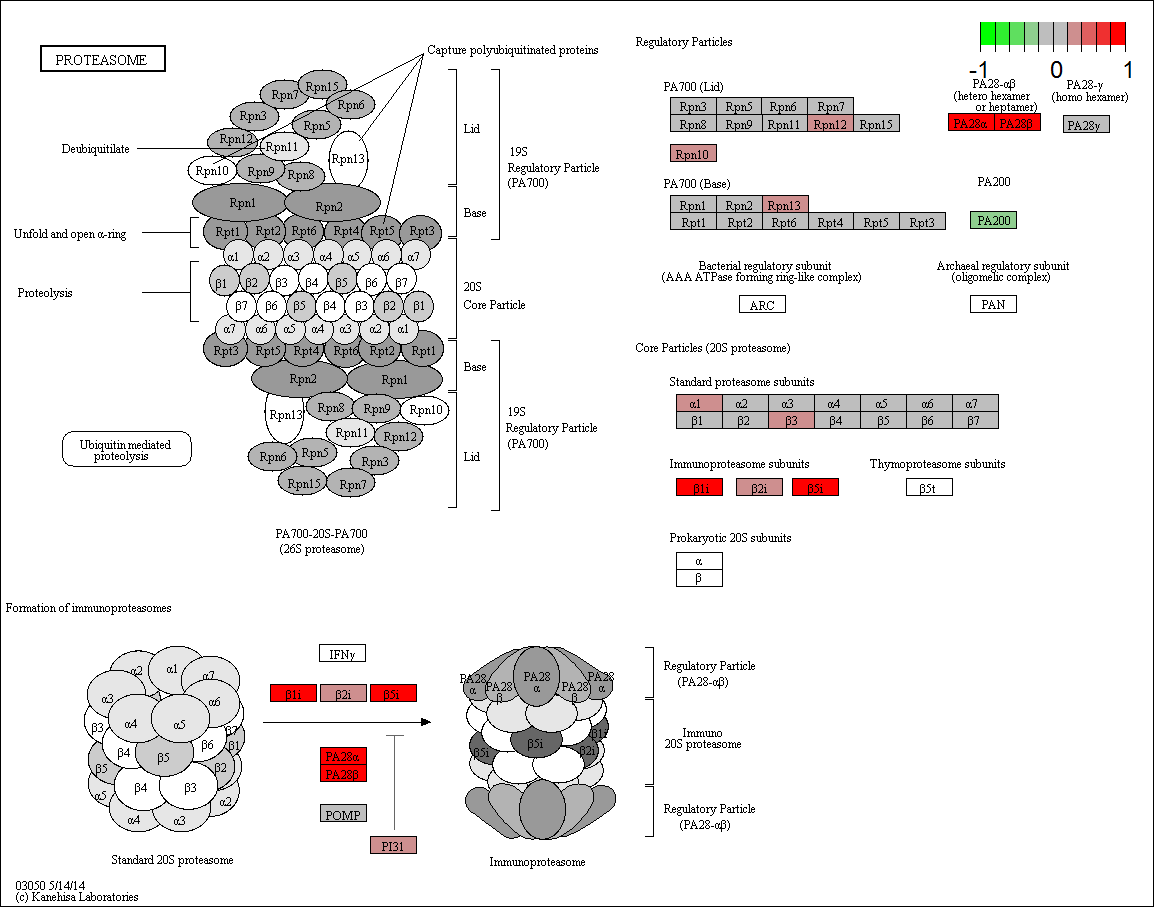 PROTEASOME
Capture polyubiquitinated proteins
Rpn15
Rpn7
Rpn6
Rpn3
Rpn5
Rpn12
Rpn11
Rpn13
Deubiquitilate
Rpn10
Rpn9
Rpn8
Rpn1
Rpn2
Unfold and open α-ring
Rpt1 Rpt2 Rpt6 Rpt4 Rpt5 Rpt3
α1 α2 α3 α4 α5 α6 α7
Proteolysis
β1 β2 β3 β4 β5 β6 β7
β7 β6 β5 β4 β3 β2 β1
α7 α6 α5 α4 α3 α2 α1
Rpt3 Rpt5 Rpt4 Rpt6 Rpt2 Rpt1
Rpn2 Rpn1
Rpn13 Rpn8 Rpn9 Rpn10
Rpn11 Rpn12
Rpn6 Rpn5 Rpn3
Rpn15 Rpn7
Lid
Base
19S
Regulatory Particle
(PA700)
20S
Core Particle
Base
19S
Regulatory Particle
(PA700)
Lid
Ubiquitin mediated
proteolysis
PA700-20S-PA700
(26S proteasome)
Regulatory Particles
-1 0 1
PA700 (Lid)
Rpn3 Rpn5 Rpn6 Rpn7
Rpn8 Rpn9 Rpn11 Rpn12 Rpn15
Rpn10
PA28-αβ
(hetero hexamer
or heptamer)
PA28α PA28β
PA28-γ
(homo hexamer)
PA28γ
PA700 (Base)
Rpn1 Rpn2 Rpn13
Rpt1 Rpt2 Rpt6 Rpt4 Rpt5 Rpt3
PA200
PA200
Bacterial regulatory subunit
(AAA ATPase forming ring-like complex)
ARC
Archaeal regulatory subunit
(oligomelic complex)
PAN
Core Particles (20S proteasome)
Standard proteasome subunits
α1 α2 α3 α4 α5 α6 α7
β1 β2 β3 β4 β5 β6 β7
Immunoproteasome subunits
β1i β2i β5i
Thymoproteasome subunits
β5t
Prokaryotic 20S subunits
α
β
Formation of immunoproteasomes
α2 α1 α7
α3 α6
α4 α5
β3 β7
β4 β6 β1
β5 β5 β2
β4 β3
α5 α2
α4 α3
Standard 20S proteasome
IFNγ
β1i β2i β5i
PA28α
PA28β
POMP
PI31
PA28 α
PA28 β
PA28 α
PA28 β
PA28 α
β1i
β5i β5i β2i
Immunoproteasome
Regulatory Particle
(PA28-αβ)
Immuno
20S proteasome
Regulatory Particle
(PA28-αβ)
03050 5/14/14
(c) Kanehisa Laboratories